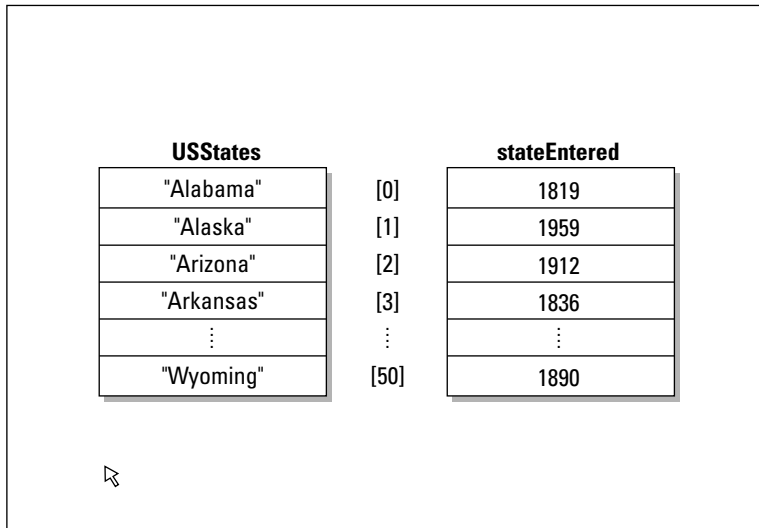 USStates stateEntered
"Alabama" [0] 1819
"Alaska" [1] 1959
"Arizona" [2] 1912
"Arkansas" [3] 1836
⋮ ⋮ ⋮
"Wyoming" [50] 1890